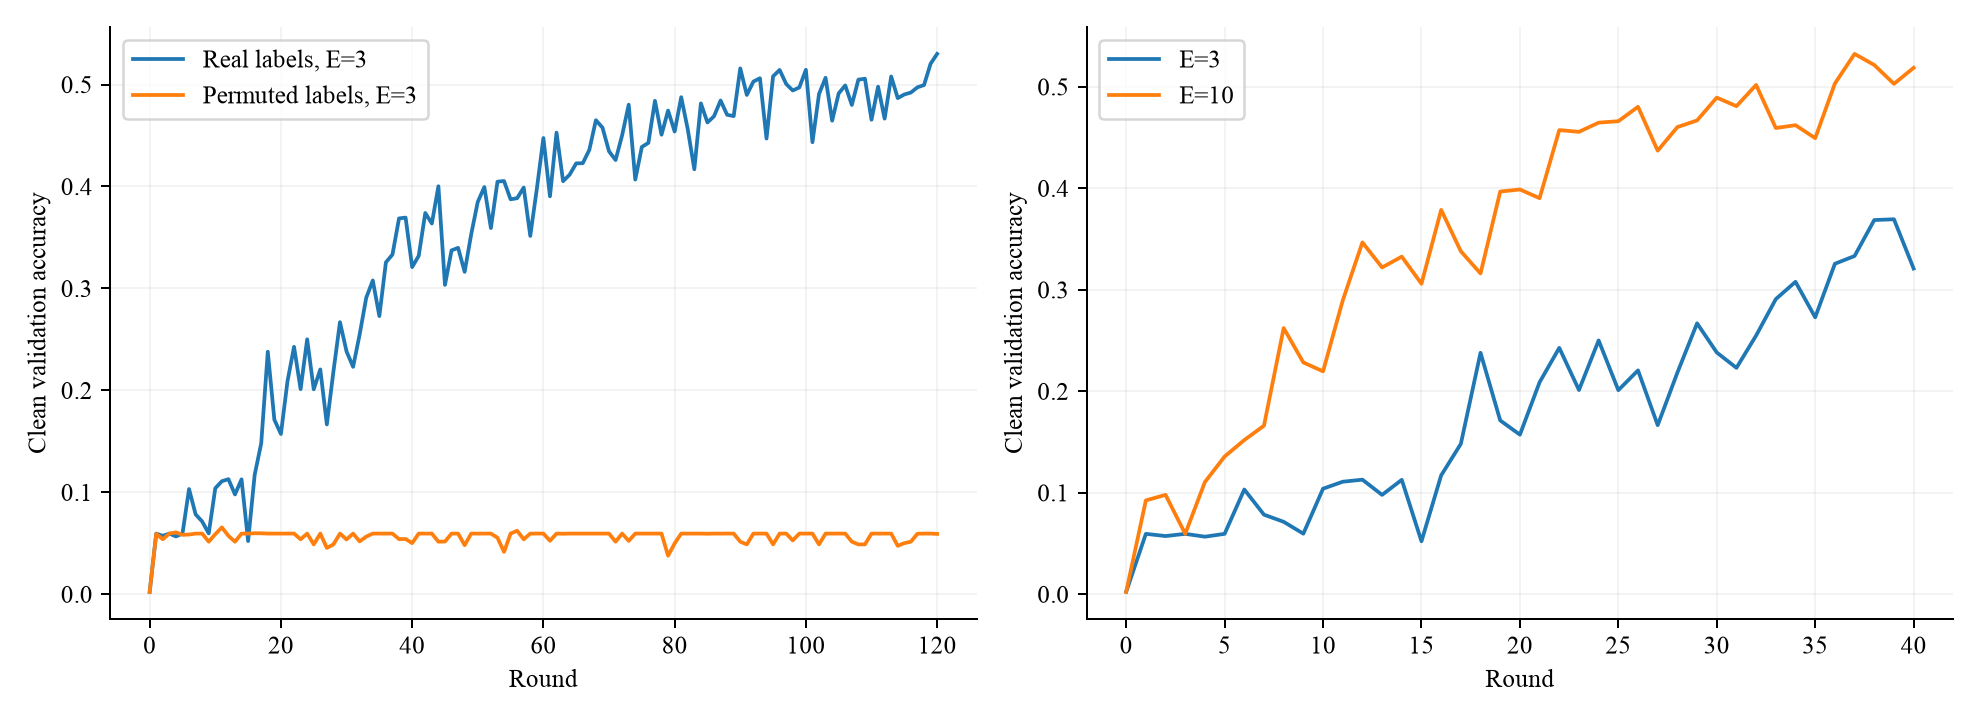 Real labels, E=3
Permuted labels, E=3
Clean validation accuracy
0.5
0.4
0.3
0.2
0.1
0.0
0 20 40 60 80 100 120
Round
E=3
E=10
Clean validation accuracy
0.5
0.4
0.3
0.2
0.1
0.0
0 5 10 15 20 25 30 35 40
Round